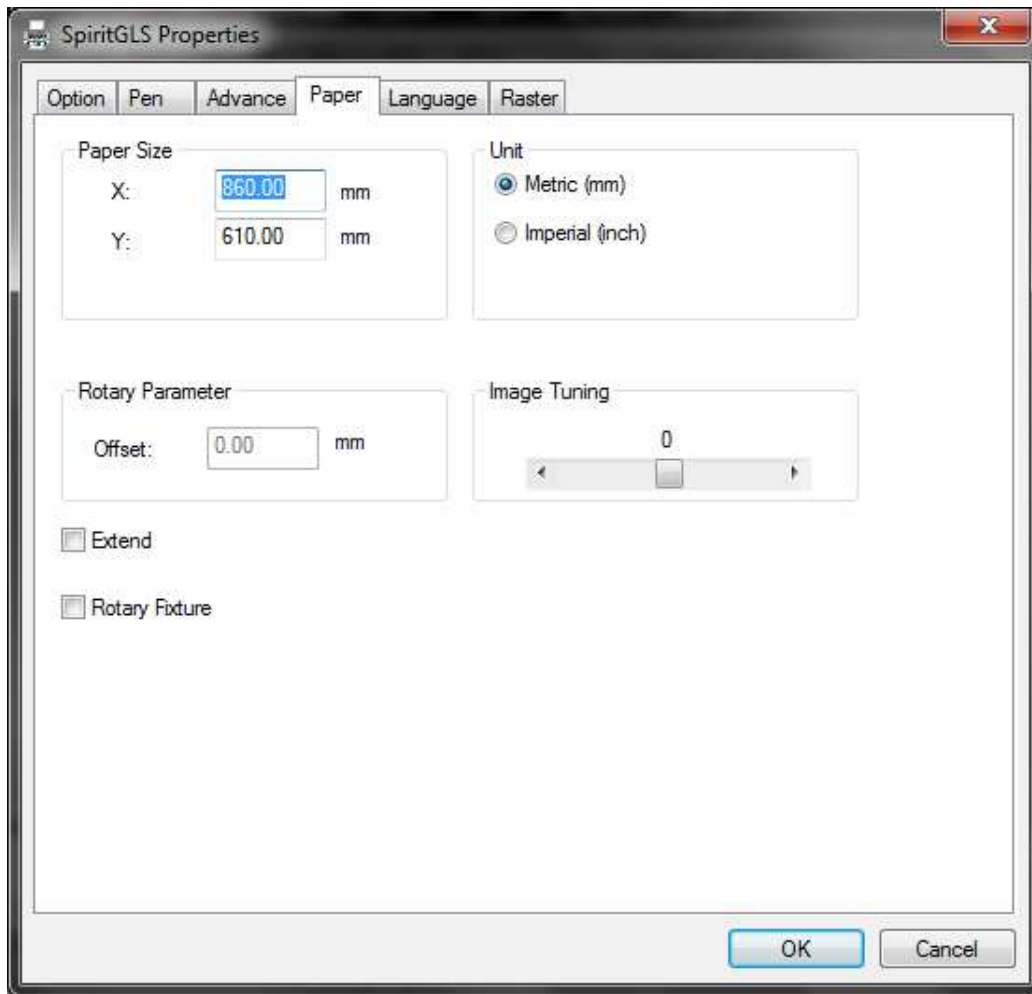 SpiritGLS Properties
Option Pen Advance Paper Language Raster
Paper Size
X: 860.00 mm
Y: 610.00 mm
Unit
Metric (mm)
Imperial (inch)
Rotary Parameter
Offset: 0.00 mm
Image Tuning
0
Extend
Rotary Fixture
OK Cancel